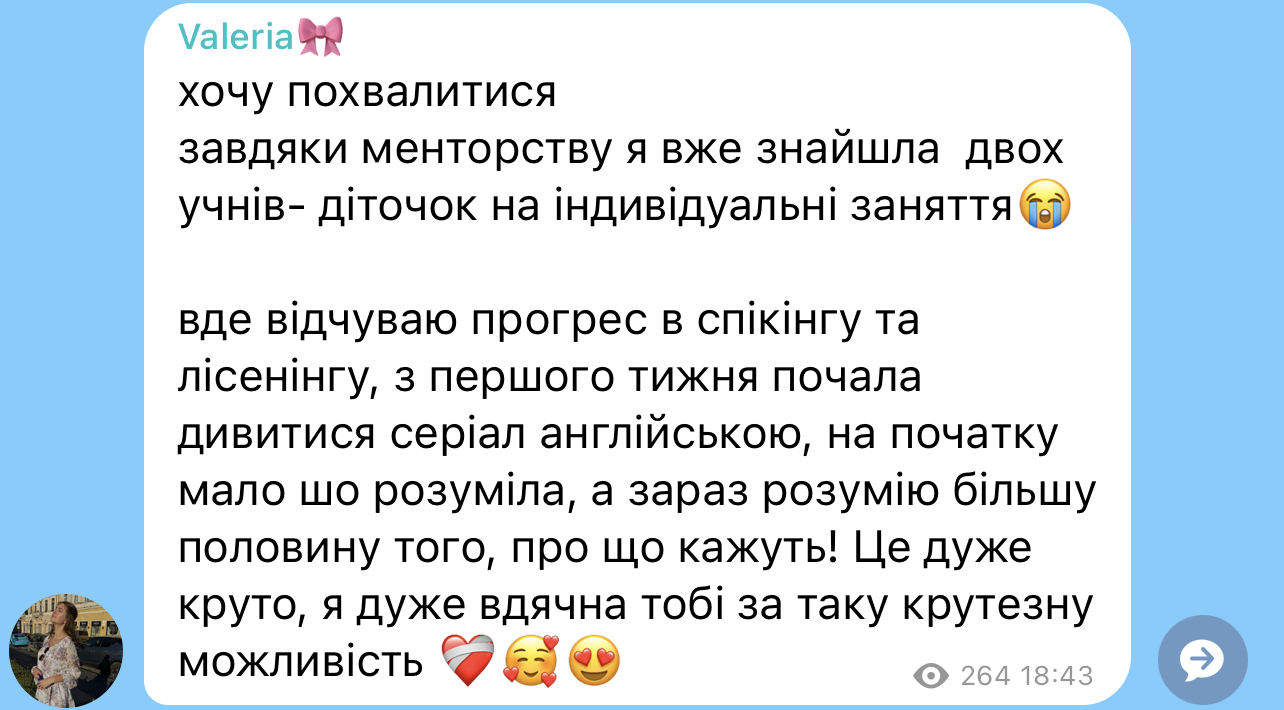 Valeria🎀
хочу похвалитися
завдяки менторству я вже знайшла  двох
учнів- діточок на індивідуальні заняття😭
вде відчуваю прогрес в спікінгу та
лісенінгу, з першого тижня почала
дивитися серіал англійською, на початку
мало шо розуміла, а зараз розумію більшу
половину того, про що кажуть! Це дуже
круто, я дуже вдячна тобі за таку крутезну
можливість ❤️‍🩹🥰😍
264 18:43